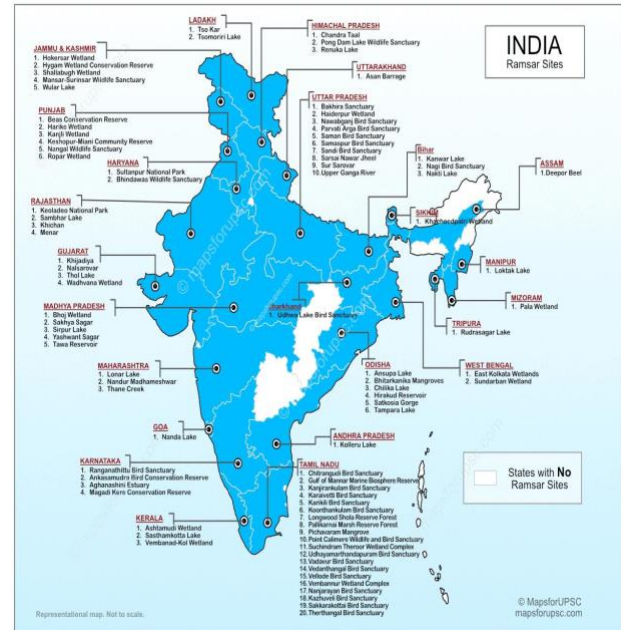 INDIA
Ramsar Sites
LADAKH
1. Tso Kar
2. Tsomoriri Lake
HIMACHAL PRADESH
1. Chandra Taal
2. Pong Dam Lake Wildlife Sanctuary
3. Renuka Lake
JAMMU & KASHMIR
1. Hokersar Wetland
2. Hygam Wetland Conservation Reserve
3. Shallabugh Wetland
4. Mansar-Surinsar Wildlife Sanctuary
5. Wular Lake
UTTARAKHAND
1. Asan Barrage
PUNJAB
1. Beas Conservation Reserve
2. Harike Wetland
3. Kanjli Wetland
4. Keshopur-Miani Community Reserve
5. Nangal Wildlife Sanctuary
6. Ropar Wetland
UTTAR PRADESH
1. Bakhira Sanctuary
2. Haiderpur Wetland
3. Nawabganj Bird Sanctuary
4. Parvati Arga Bird Sanctuary
5. Saman Bird Sanctuary
6. Samaspur Bird Sanctuary
7. Sandi Bird Sanctuary
8. Sarsai Nawar Jheel
9. Sur Sarovar
10. Upper Ganga River
HARYANA
1. Sultanpur National Park
2. Bhindawas Wildlife Sanctuary
Bihar
1. Kanwar Lake
2. Nagi Bird Sanctuary
3. Nakti Lake
ASSAM
1. Deepor Beel
RAJASTHAN
1. Keoladeo National Park
2. Sambhar Lake
3. Khichan
4. Menar
SIKKIM
1. Khacheedpalri Wetland
GUJARAT
1. Khijadiya
2. Nalsarovar
3. Thol Lake
4. Wadhvana Wetland
MANIPUR
1. Loktak Lake
MIZORAM
1. Pala Wetland
MADHYA PRADESH
1. Bhoj Wetland
2. Sakhya Sagar
3. Sirpur Lake
4. Yashwant Sagar
5. Tawa Reservoir
Jharkhand
1. Udhwa Lake Bird Sanctuary
TRIPURA
1. Rudrasagar Lake
MAHARASHTRA
1. Lonar Lake
2. Nandur Madhameshwar
3. Thane Creek
ODISHA
1. Ansupa Lake
2. Bhitarkanika Mangroves
3. Chilika Lake
4. Hirakud Reservoir
5. Satkosia Gorge
6. Tampara Lake
WEST BENGAL
1. East Kolkata Wetlands
2. Sundarban Wetland
GOA
1. Nanda Lake
ANDHRA PRADESH
1. Kolleru Lake
KARNATAKA
1. Ranganathittu Bird Sanctuary
2. Ankasamudra Bird Conservation Reserve
3. Aghanashini Estuary
4. Magadi Kere Conservation Reserve
TAMIL NADU
1. Chitrangudi Bird Sanctuary
2. Gulf of Mannar Marine Biosphere Reserve
3. Kanjirankulam Bird Sanctuary
4. Karaivetti Bird Sanctuary
5. Karikili Bird Sanctuary
6. Koonthankulam Bird Sanctuary
7. Longwood Shola Reserve Forest
8. Pallikarnai Marsh Reserve Forest
9. Pichavaram Mangrove
10. Point Calimere Wildlife and Bird Sanctuary
11. Suchindram Theroor Wetland Complex
12. Udhayamarthandapuram Bird Sanctuary
13. Vaduvur Bird Sanctuary
14. Vedanthangal Bird Sanctuary
15. Vellode Bird Sanctuary
16. Vembannur Wetland Complex
17. Nanjarayan Bird Sanctuary
18. Kazhuveli Bird Sanctuary
19. Sakkarakottai Bird Sanctuary
20. Therthangal Bird Sanctuary
KERALA
1. Ashtamudi Wetland
2. Sasthamkotta Lake
3. Vembanad-Kol Wetland
States with No
Ramsar Sites
Representational map. Not to scale.
© MapsforUPSC
mapsforupsc.com
© mapsforupsc.com